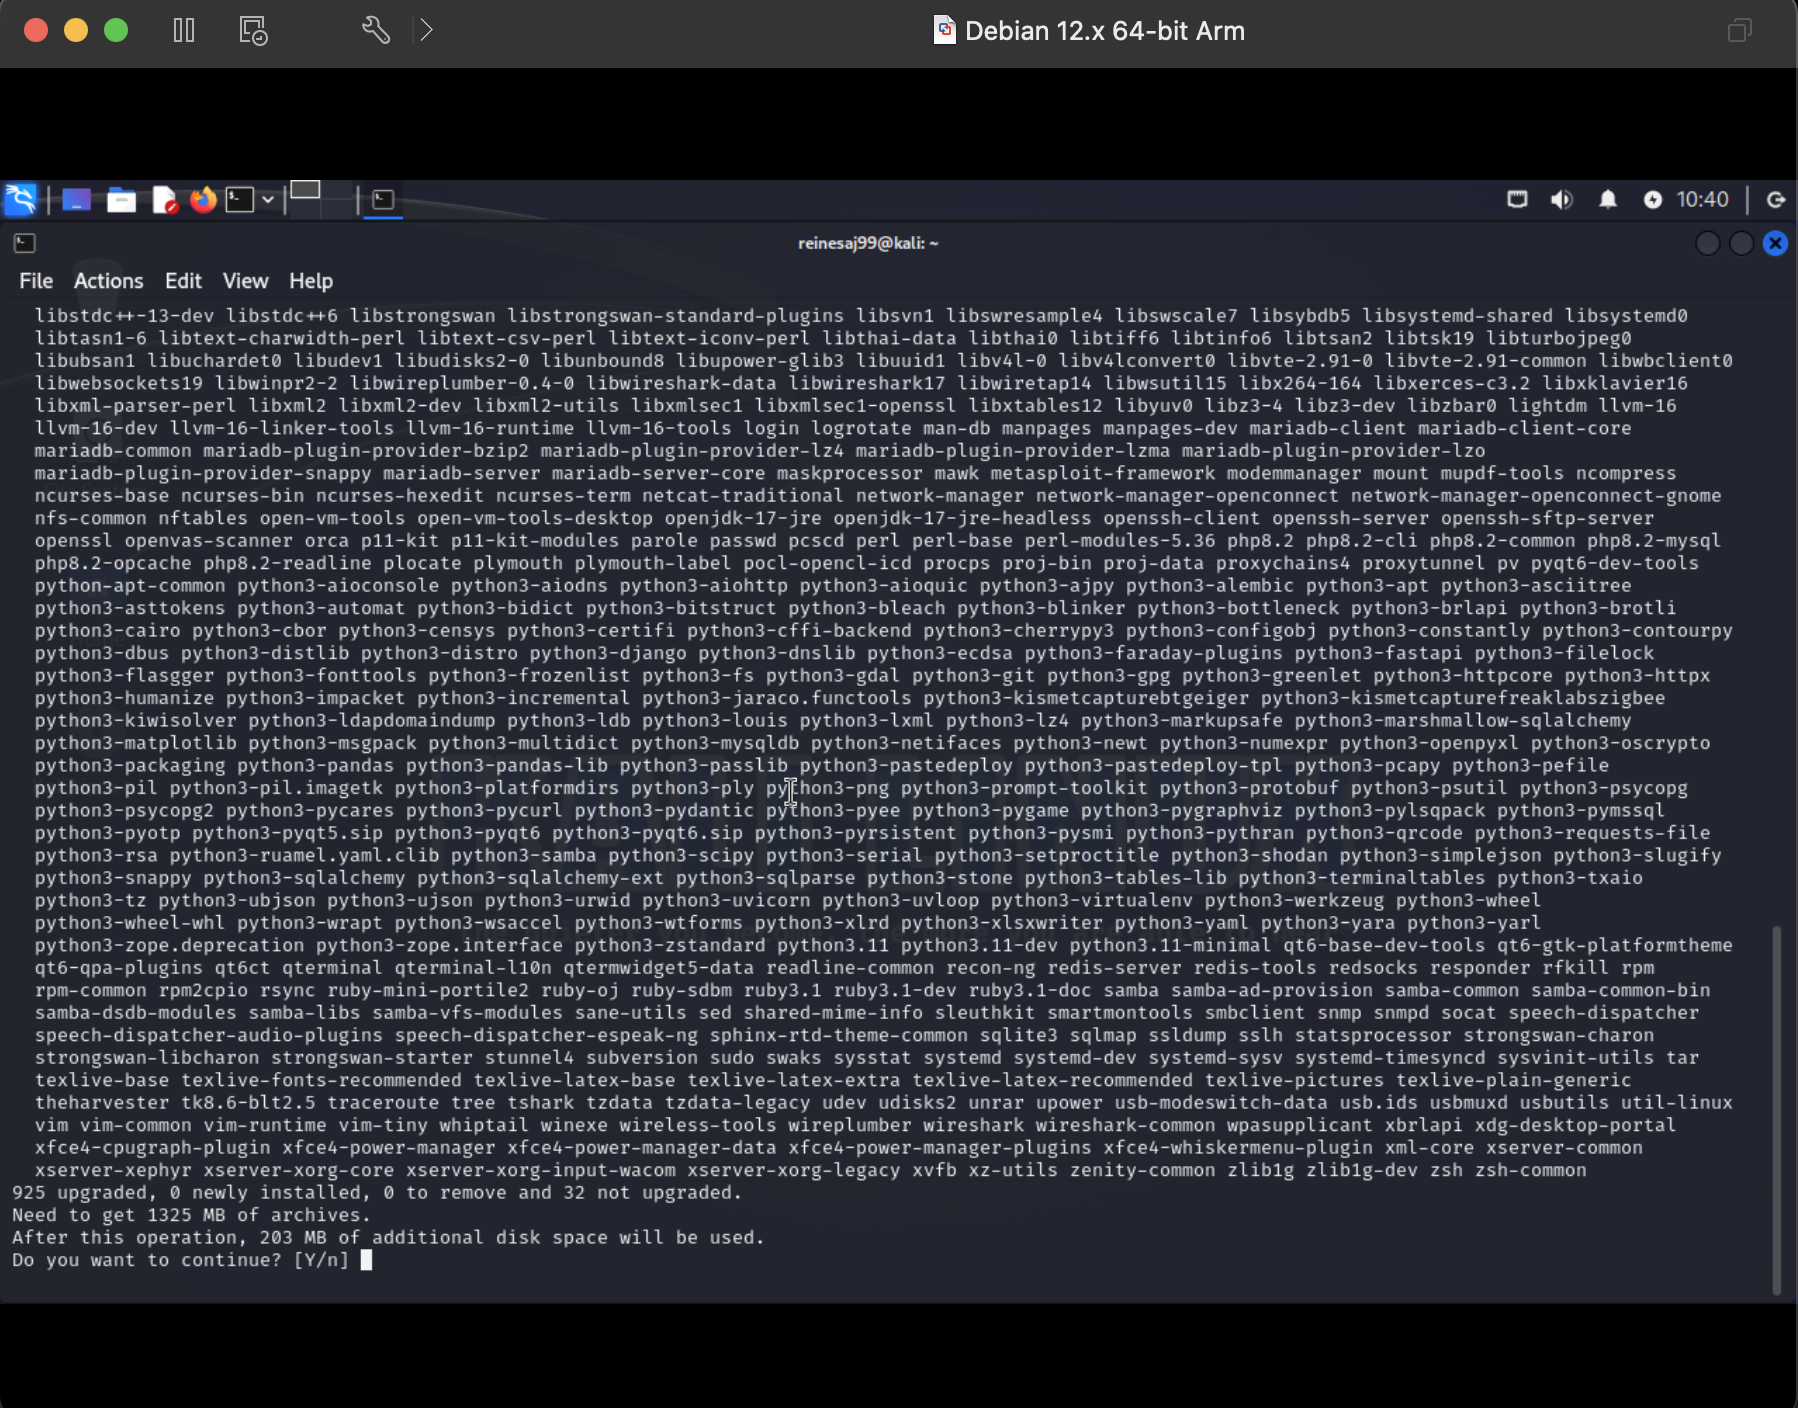 Debian 12.x 64-bit Arm
10:40
reinesaj99@kali: ~
File Actions Edit View Help
libstdc++-13-dev libstdc++6 libstrongswan libstrongswan-standard-plugins libsvn1 libswresample4 libswscale7 libsybdb5 libsystemd-shared libsystemd0
libtasn1-6 libtext-charwidth-perl libtext-csv-perl libtext-iconv-perl libthai-data libthai0 libtiff6 libtinfo6 libtsan2 libtsk19 libturbojpeg0
libubsan1 libuchardet0 libudev1 libudisks2-0 libunbound8 libupower-glib3 libuuid1 libv4l-0 libv4lconvert0 libvte-2.91-0 libvte-2.91-common libwbclient0
libwebsockets19 libwinpr2-2 libwireplumber-0.4-0 libwireshark-data libwireshark17 libwiretap14 libwsutil15 libx264-164 libxerces-c3.2 libxklavier16
libxml-parser-perl libxml2 libxml2-dev libxml2-utils libxmlsec1 libxmlsec1-openssl libxtables12 libyuv0 libz3-4 libz3-dev libzbar0 lightdm llvm-16
llvm-16-dev llvm-16-linker-tools llvm-16-runtime llvm-16-tools login logrotate man-db manpages manpages-dev mariadb-client mariadb-client-core
mariadb-common mariadb-plugin-provider-bzip2 mariadb-plugin-provider-lz4 mariadb-plugin-provider-lzma mariadb-plugin-provider-lzo
mariadb-plugin-provider-snappy mariadb-server mariadb-server-core maskprocessor mawk metasploit-framework modemmanager mount mupdf-tools ncompress
ncurses-base ncurses-bin ncurses-hexedit ncurses-term netcat-traditional network-manager network-manager-openconnect network-manager-openconnect-gnome
nfs-common nftables open-vm-tools open-vm-tools-desktop openjdk-17-jre openjdk-17-jre-headless openssh-client openssh-server openssh-sftp-server
openssl openvas-scanner orca p11-kit p11-kit-modules parole passwd pcscd perl perl-base perl-modules-5.36 php8.2 php8.2-cli php8.2-common php8.2-mysql
php8.2-opcache php8.2-readline plocate plymouth plymouth-label pocl-opencl-icd procps proj-bin proj-data proxychains4 proxytunnel pv pyqt6-dev-tools
python-apt-common python3-aioconsole python3-aiodns python3-aiohttp python3-aioquic python3-ajpy python3-alembic python3-apt python3-asciitree
python3-asttokens python3-automat python3-bidict python3-bitstruct python3-bleach python3-blinker python3-bottleneck python3-brlapi python3-brotli
python3-cairo python3-cbor python3-censys python3-certifi python3-cffi-backend python3-cherrypy3 python3-configobj python3-constantly python3-contourpy
python3-dbus python3-distlib python3-distro python3-django python3-dnslib python3-ecdsa python3-faraday-plugins python3-fastapi python3-filelock
python3-flasgger python3-fonttools python3-frozenlist python3-fs python3-gdal python3-git python3-gpg python3-greenlet python3-httpcore python3-httpx
python3-humanize python3-impacket python3-incremental python3-jaraco.functools python3-kismetcapturebtgeiger python3-kismetcapturefreaklabszigbee
python3-kiwisolver python3-ldapdomaindump python3-ldb python3-louis python3-lxml python3-lz4 python3-markupsafe python3-marshmallow-sqlalchemy
python3-matplotlib python3-msgpack python3-multidict python3-mysqldb python3-netifaces python3-newt python3-numexpr python3-openpyxl python3-oscrypto
python3-packaging python3-pandas python3-pandas-lib python3-passlib python3-pastedeploy python3-pastedeploy-tpl python3-pcapy python3-pefile
python3-pil python3-pil.imagetk python3-platformdirs python3-ply python3-png python3-prompt-toolkit python3-protobuf python3-psutil python3-psycopg
python3-psycopg2 python3-pycares python3-pycurl python3-pydantic python3-pyee python3-pygame python3-pygraphviz python3-pylsqpack python3-pymssql
python3-pyotp python3-pyqt5.sip python3-pyqt6 python3-pyqt6.sip python3-pyrsistent python3-pysmi python3-pythran python3-qrcode python3-requests-file
python3-rsa python3-ruamel.yaml.clib python3-samba python3-scipy python3-serial python3-setproctitle python3-shodan python3-simplejson python3-slugify
python3-snappy python3-sqlalchemy python3-sqlalchemy-ext python3-sqlparse python3-stone python3-tables-lib python3-terminaltables python3-txaio
python3-tz python3-ubjson python3-ujson python3-urwid python3-uvicorn python3-uvloop python3-virtualenv python3-werkzeug python3-wheel
python3-wheel-whl python3-wrapt python3-wsaccel python3-wtforms python3-xlrd python3-xlsxwriter python3-yaml python3-yara python3-yarl
python3-zope.deprecation python3-zope.interface python3-zstandard python3.11 python3.11-dev python3.11-minimal qt6-base-dev-tools qt6-gtk-platformtheme
qt6-qpa-plugins qt6ct qterminal qterminal-l10n qtermwidget5-data readline-common recon-ng redis-server redis-tools redsocks responder rfkill rpm
rpm-common rpm2cpio rsync ruby-mini-portile2 ruby-oj ruby-sdbm ruby3.1 ruby3.1-dev ruby3.1-doc samba samba-ad-provision samba-common samba-common-bin
samba-dsdb-modules samba-libs samba-vfs-modules sane-utils sed shared-mime-info sleuthkit smartmontools smbclient snmp snmpd socat speech-dispatcher
speech-dispatcher-audio-plugins speech-dispatcher-espeak-ng sphinx-rtd-theme-common sqlite3 sqlmap ssldump sslh statsprocessor strongswan-charon
strongswan-libcharon strongswan-starter stunnel4 subversion sudo swaks sysstat systemd systemd-dev systemd-sysv systemd-timesyncd sysvinit-utils tar
texlive-base texlive-fonts-recommended texlive-latex-base texlive-latex-extra texlive-latex-recommended texlive-pictures texlive-plain-generic
theharvester tk8.6-blt2.5 traceroute tree tshark tzdata tzdata-legacy udev udisks2 unrar upower usb-modeswitch-data usb.ids usbmuxd usbutils util-linux
vim vim-common vim-runtime vim-tiny whiptail winexe wireless-tools wireplumber wireshark wireshark-common wpasupplicant xbrlapi xdg-desktop-portal
xfce4-cpugraph-plugin xfce4-power-manager xfce4-power-manager-data xfce4-power-manager-plugins xfce4-whiskermenu-plugin xml-core xserver-common
xserver-xephyr xserver-xorg-core xserver-xorg-input-wacom xserver-xorg-legacy xvfb xz-utils zenity-common zlib1g zlib1g-dev zsh zsh-common
925 upgraded, 0 newly installed, 0 to remove and 32 not upgraded.
Need to get 1325 MB of archives.
After this operation, 203 MB of additional disk space will be used.
Do you want to continue? [Y/n]